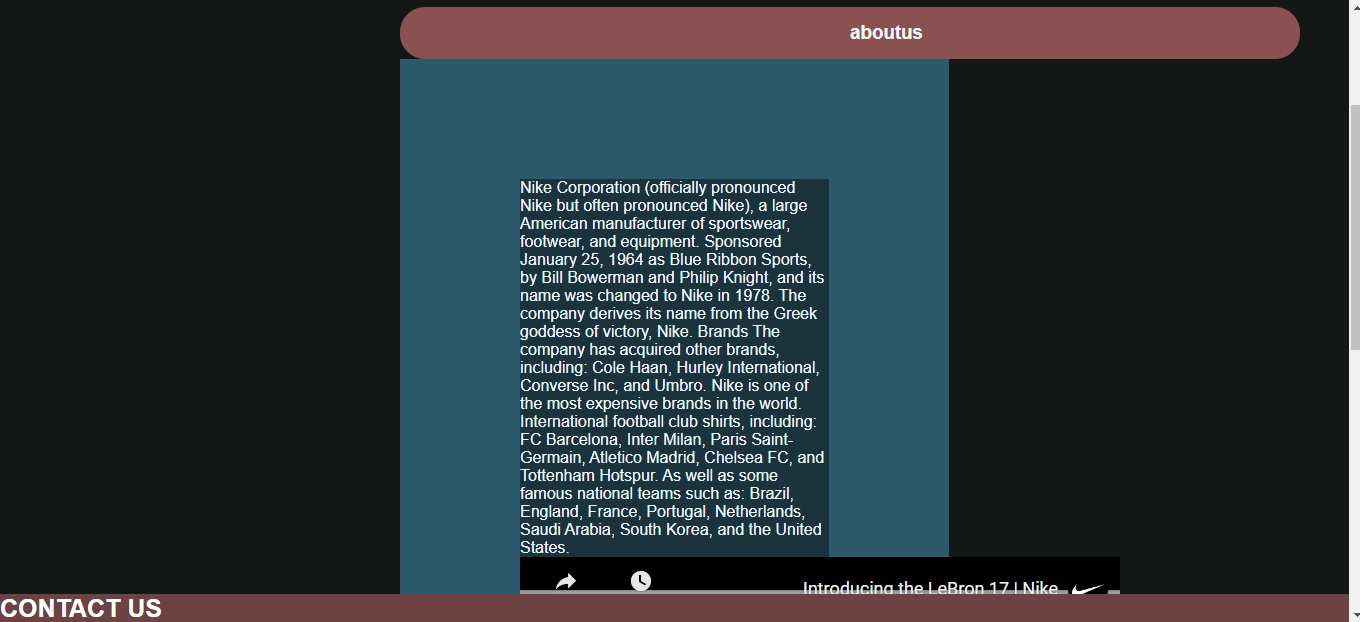 aboutus
Nike Corporation (officially pronounced
Nike but often pronounced Nike), a large
American manufacturer of sportswear,
footwear, and equipment. Sponsored
January 25, 1964 as Blue Ribbon Sports,
by Bill Bowerman and Philip Knight, and its
name was changed to Nike in 1978. The
company derives its name from the Greek
goddess of victory, Nike. Brands The
company has acquired other brands,
including: Cole Haan, Hurley International,
Converse Inc, and Umbro. Nike is one of
the most expensive brands in the world.
International football club shirts, including:
FC Barcelona, Inter Milan, Paris Saint-
Germain, Atletico Madrid, Chelsea FC, and
Tottenham Hotspur. As well as some
famous national teams such as: Brazil,
England, France, Portugal, Netherlands,
Saudi Arabia, South Korea, and the United
States.
Introducing the LeBron 17 | Nike
CONTACT US